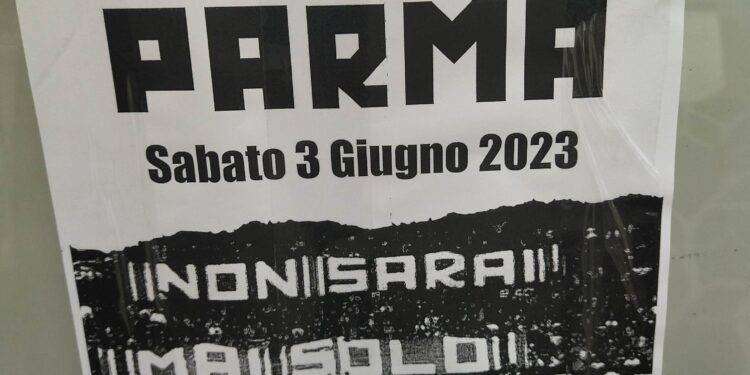 PARMA
Sabato 3 Giugno 2023
NON SARAI
MAI SOLO